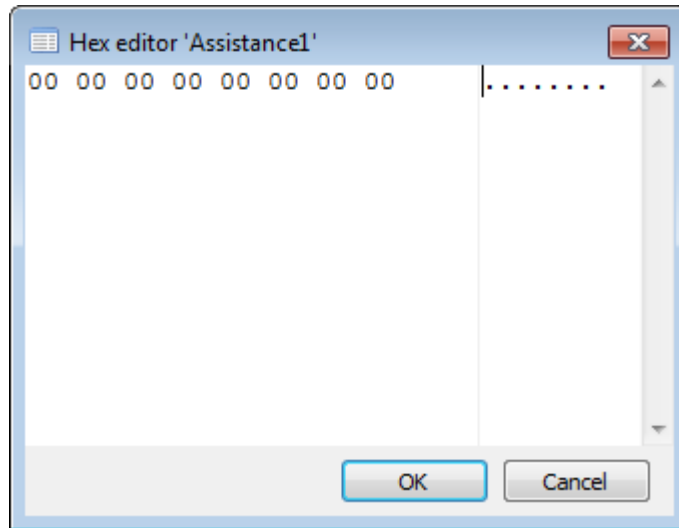 Hex editor 'Assistance1'
00 00 00 00 00 00 00 00 ........
OK Cancel